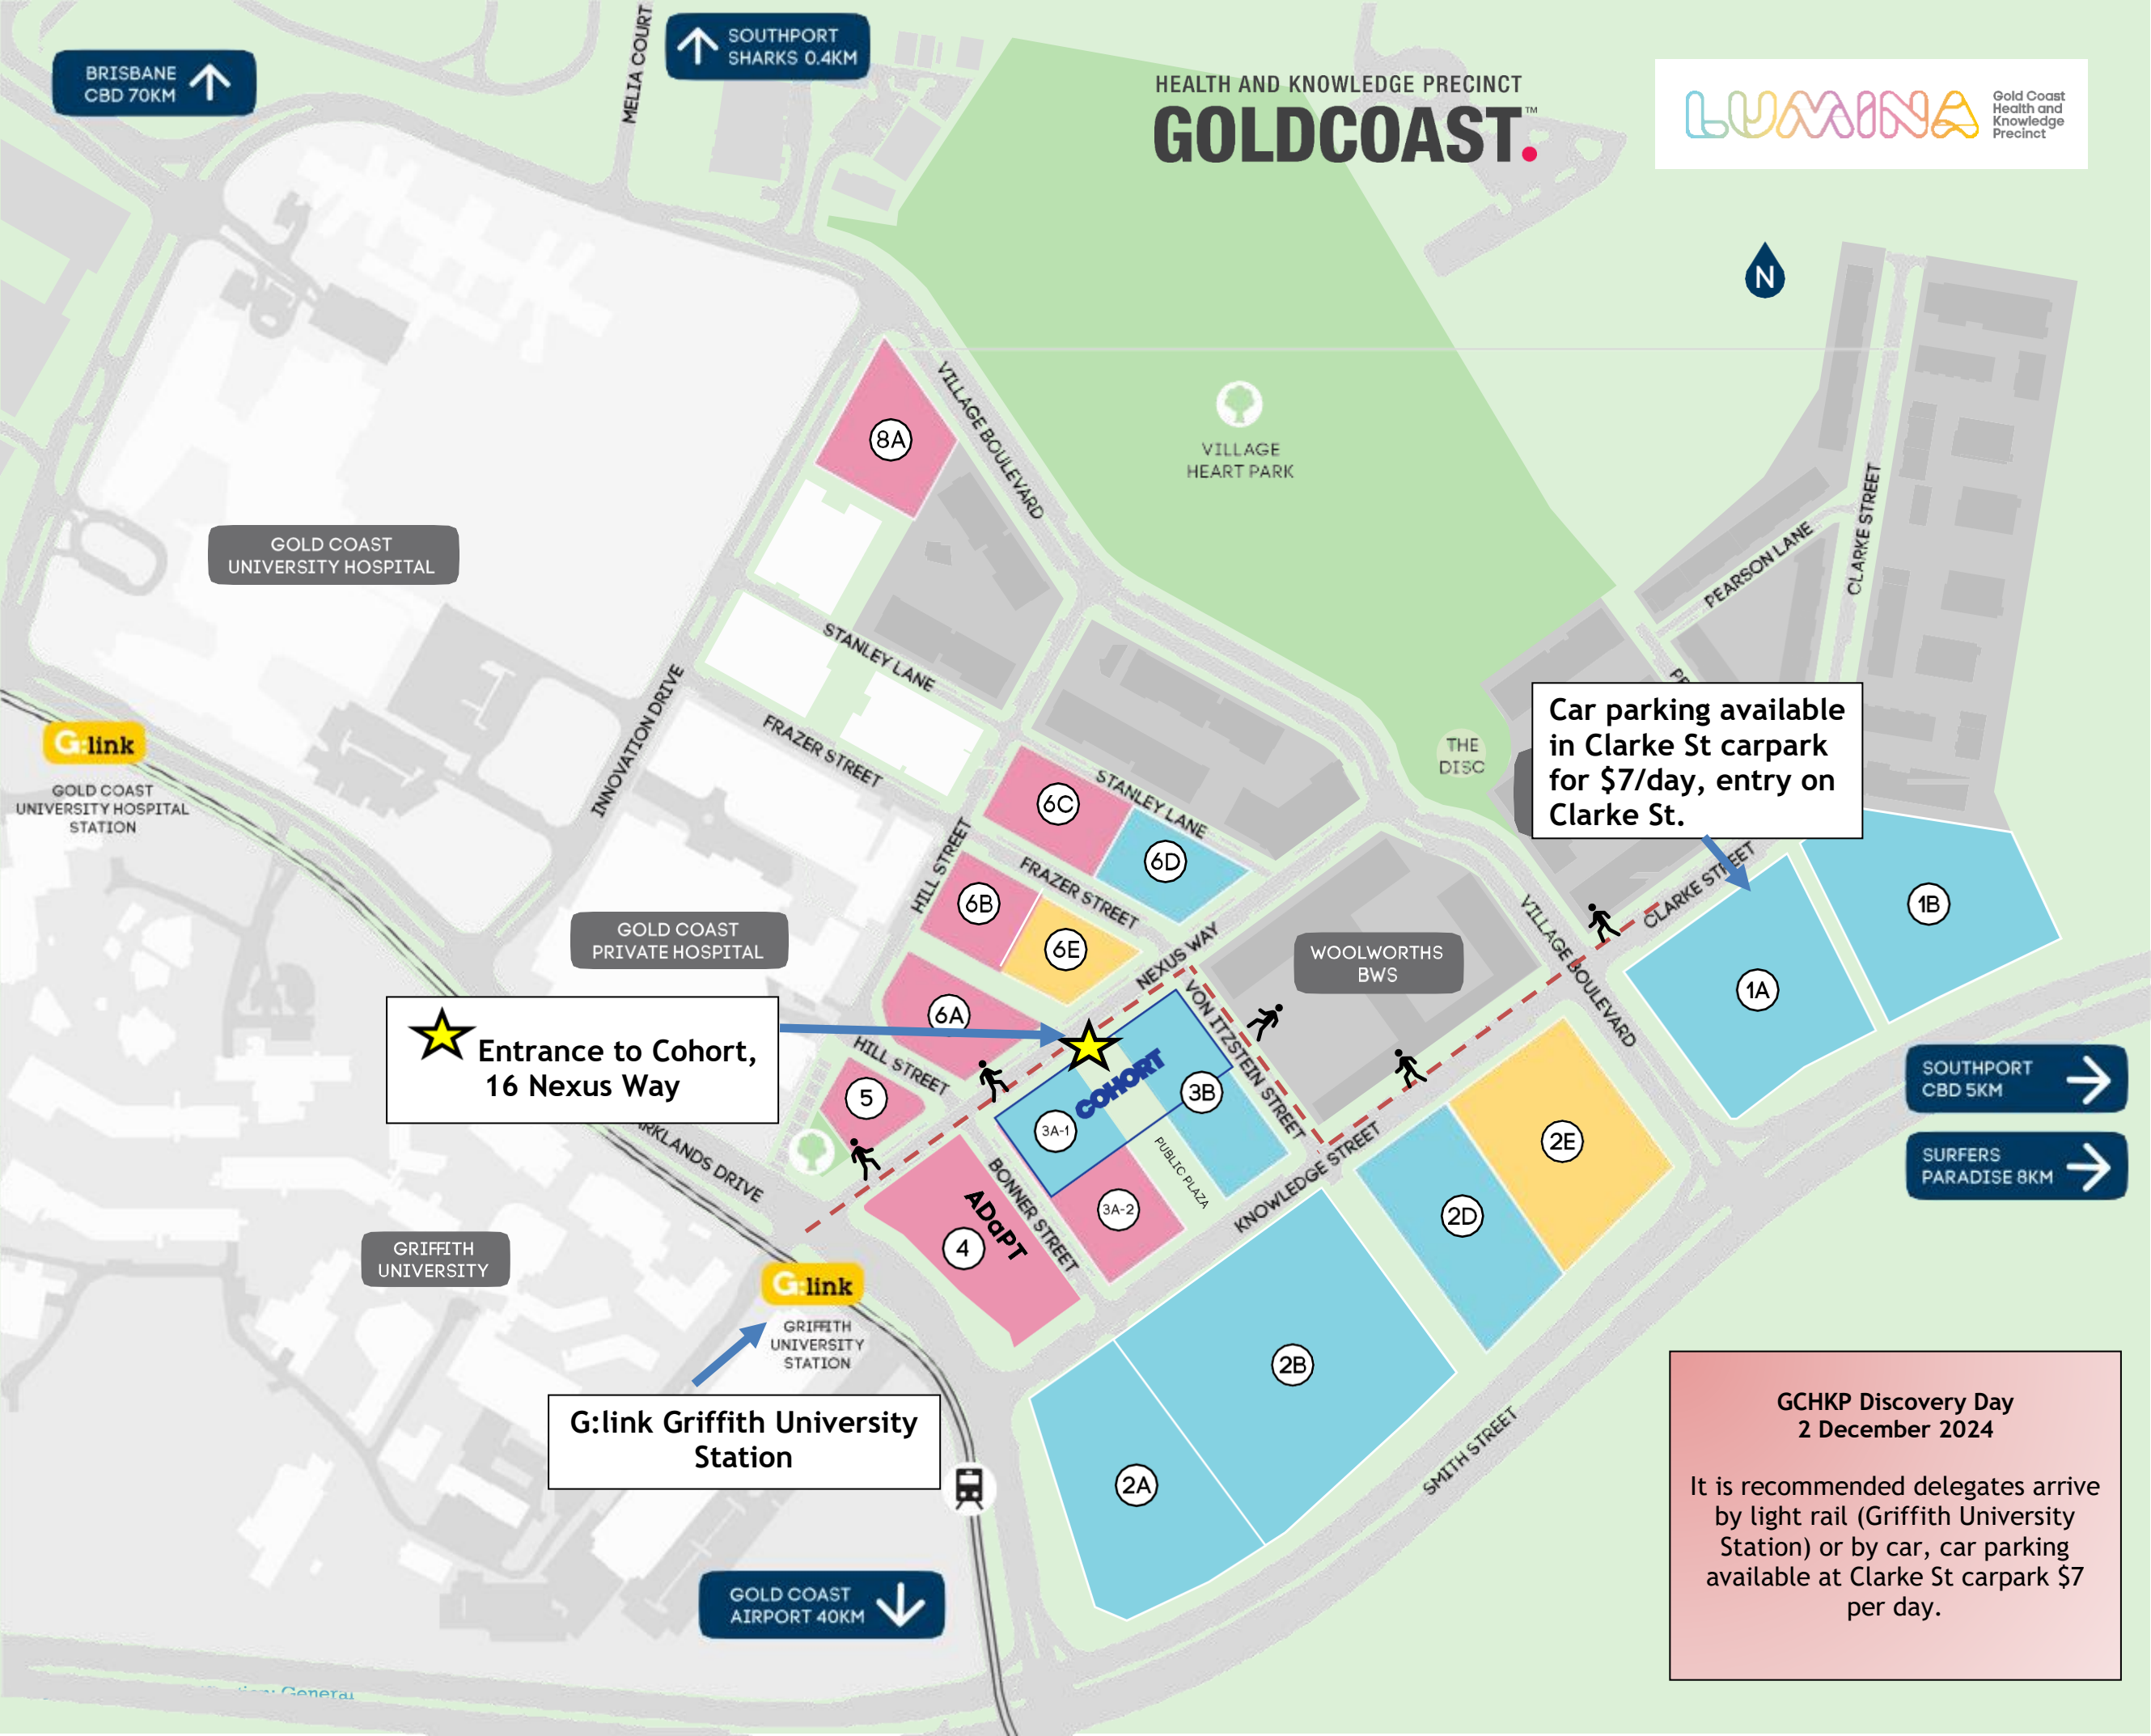 BRISBANE
CBD 70KM
MELIA COURT
SOUTHPORT
SHARKS 0.4KM
HEALTH AND KNOWLEDGE PRECINCT
GOLDCOAST.™
LUMINA
Gold Coast
Health and
Knowledge
Precinct
N
8A
VILLAGE BOULEVARD
VILLAGE
HEART PARK
CLARKE STREET
PEARSON LANE
GOLD COAST
UNIVERSITY HOSPITAL
STANLEY LANE
INNOVATION DRIVE
FRAZER STREET
G:link
GOLD COAST
UNIVERSITY HOSPITAL
STATION
THE
DISC
Car parking available
in Clarke St carpark
for $7/day, entry on
Clarke St.
6C
STANLEY LANE
6D
HILL STREET
FRAZER STREET
6B
6E
CLARKE STREET
1B
1A
VILLAGE BOULEVARD
GOLD COAST
PRIVATE HOSPITAL
NEXUS WAY
WOOLWORTHS
BWS
VON ITZSTEIN STREET
6A
Entrance to Cohort,
16 Nexus Way
HILL STREET
5
COHORT
3B
3A-1
PUBLIC PLAZA
KNOWLEDGE STREET
2E
2D
SOUTHPORT
CBD 5KM
SURFERS
PARADISE 8KM
ARKLANDS DRIVE
BONNER STREET
3A-2
ADaPT
4
GRIFFITH
UNIVERSITY
G:link
GRIFFITH
UNIVERSITY
STATION
G:link Griffith University
Station
2B
2A
SMITH STREET
GOLD COAST
AIRPORT 40KM
GCHKP Discovery Day
2 December 2024
It is recommended delegates arrive
by light rail (Griffith University
Station) or by car, car parking
available at Clarke St carpark $7
per day.
General